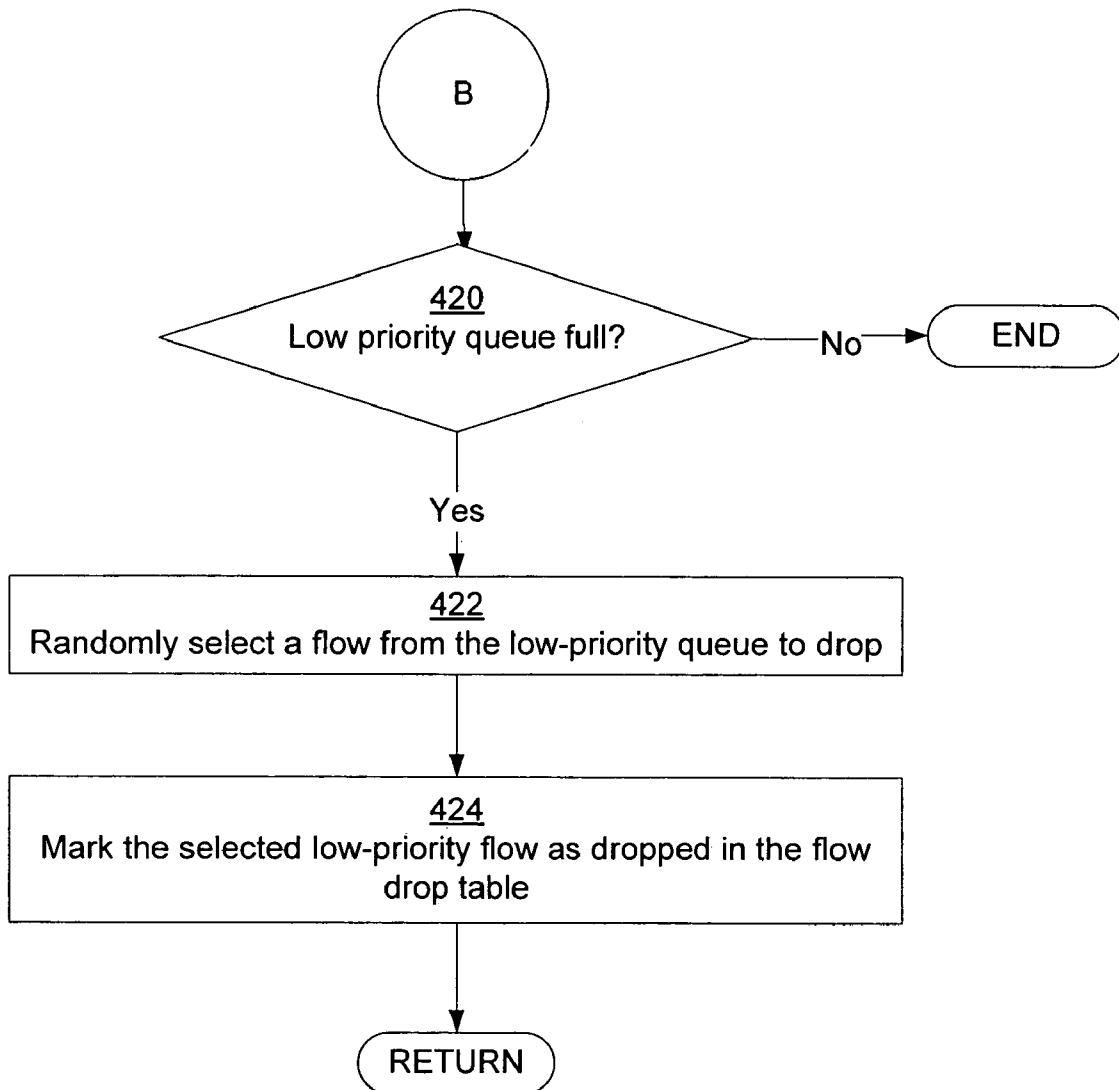 B
420
Low priority queue full?
No
END
Yes
422
Randomly select a flow from the low-priority queue to drop
424
Mark the selected low-priority flow as dropped in the flow
drop table
RETURN